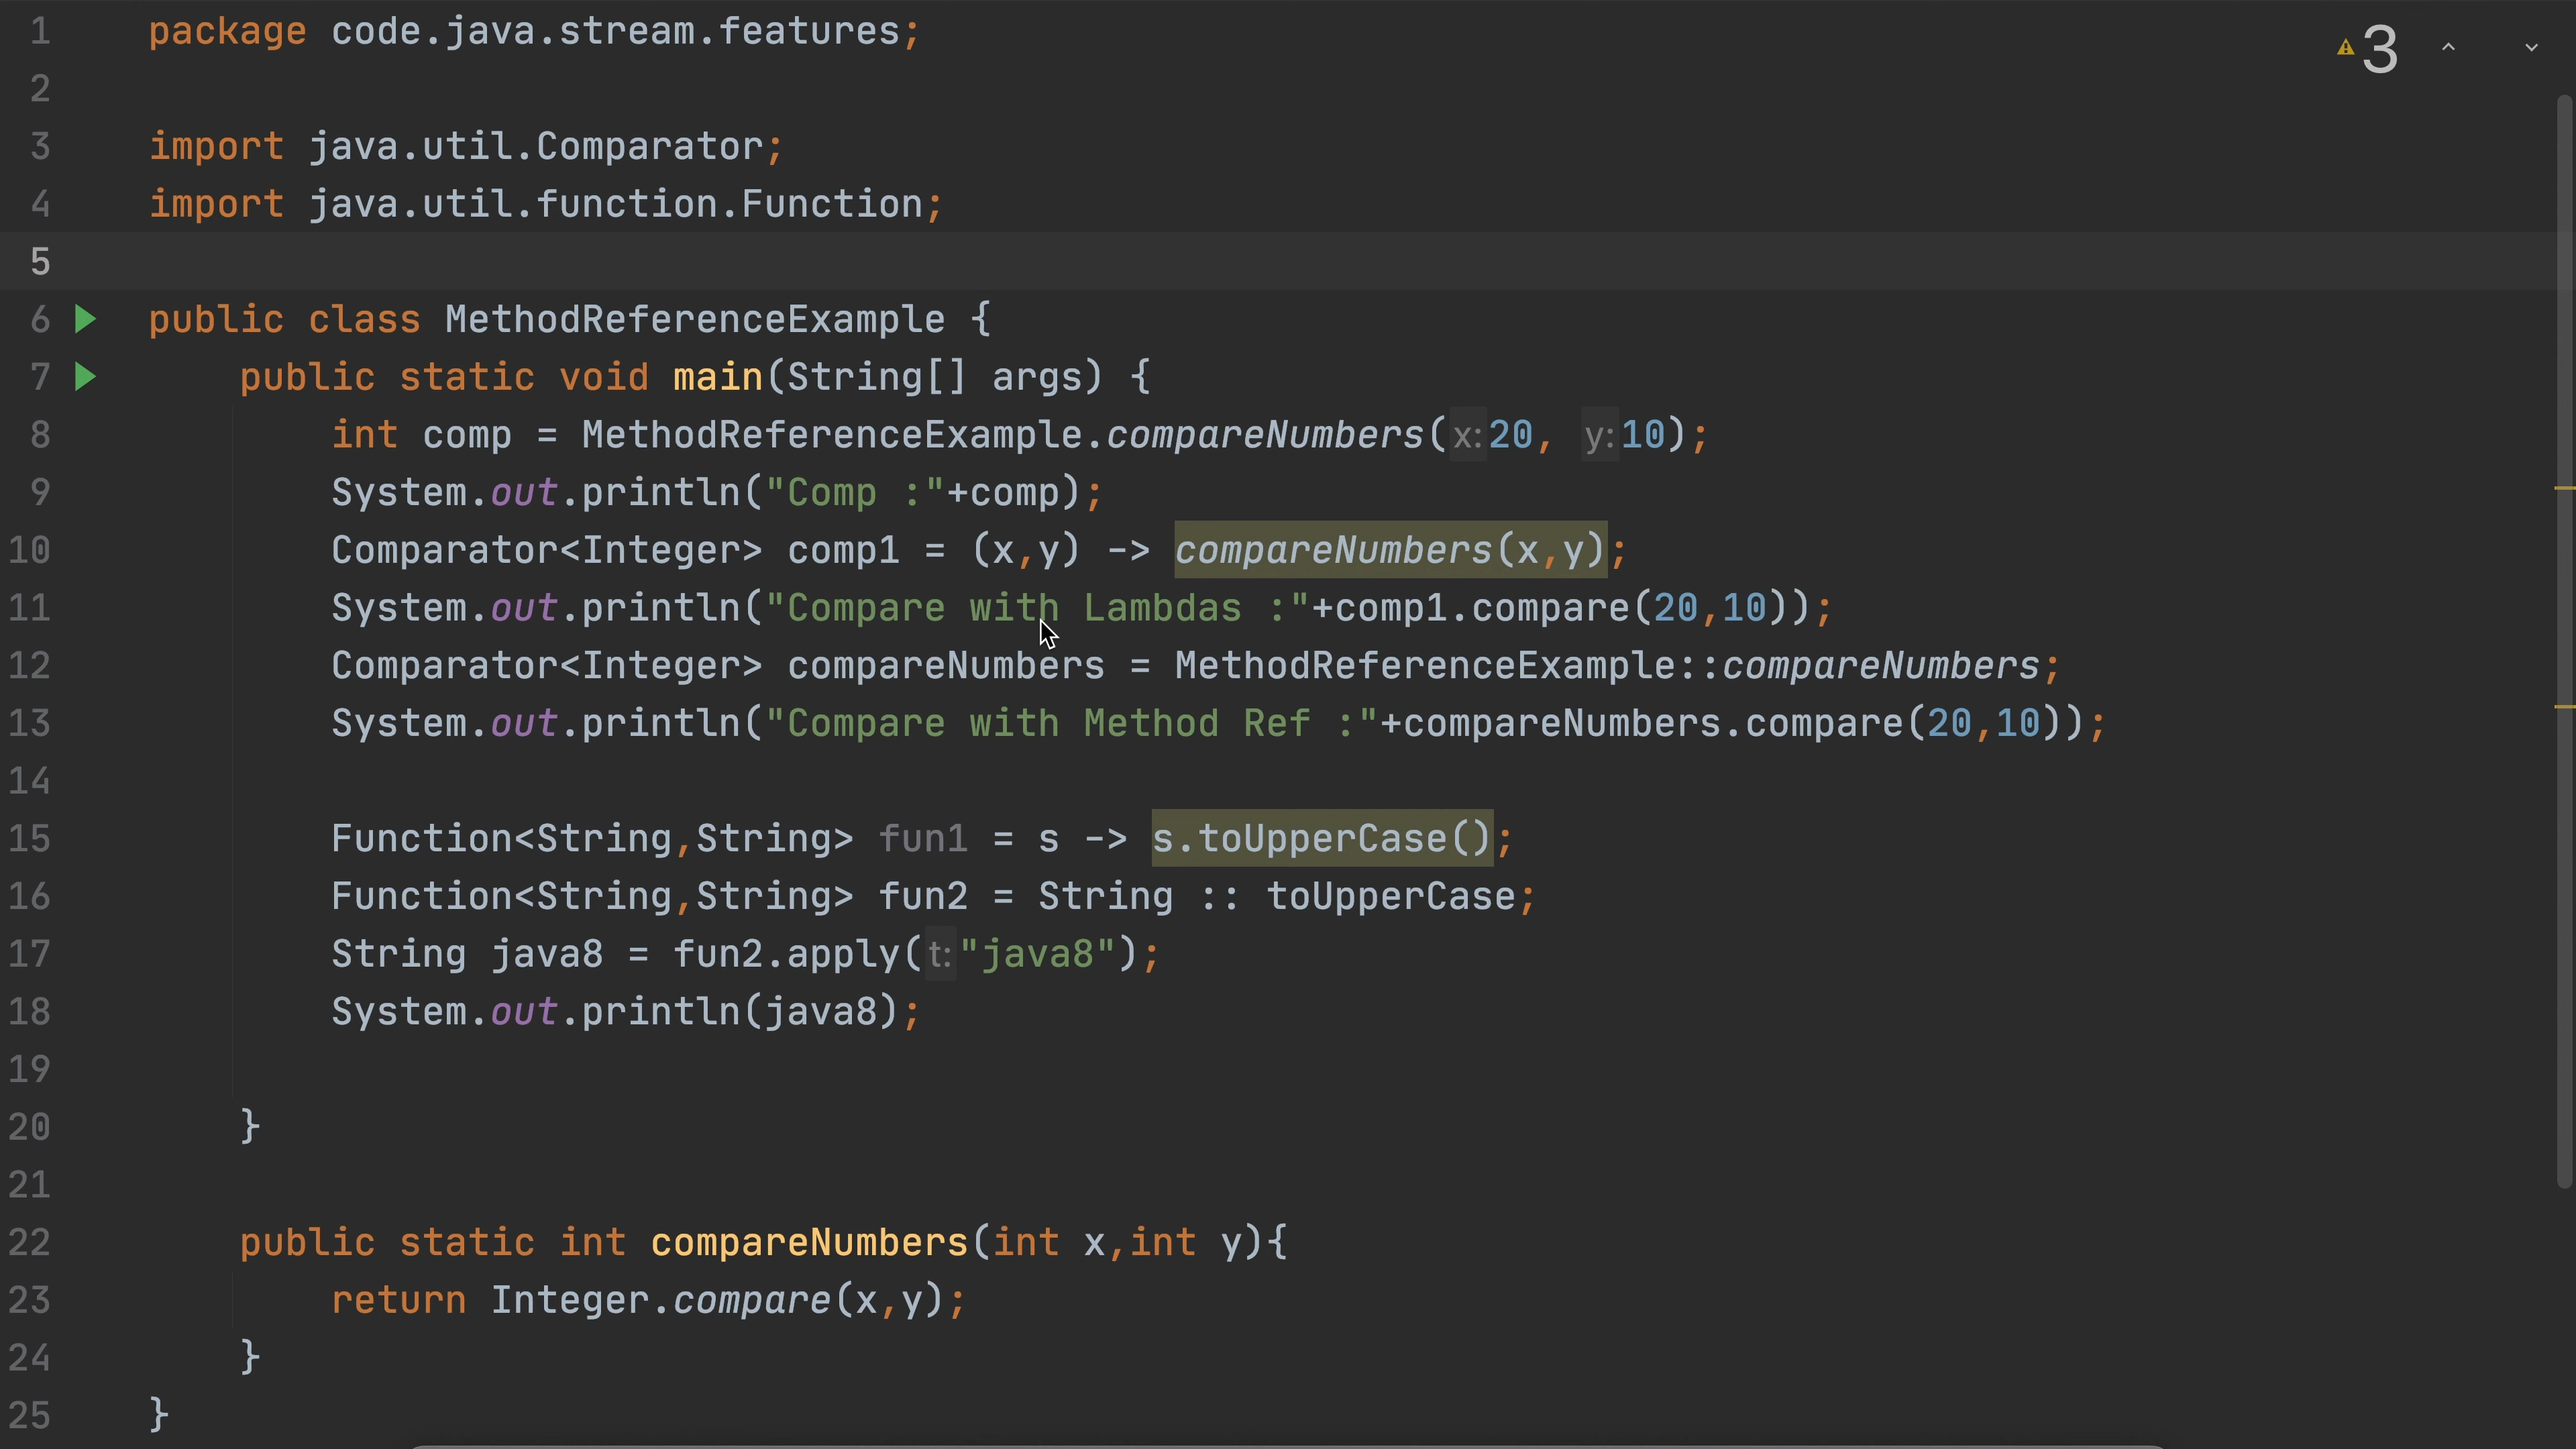 1 package code.java.stream.features;
2
3 import java.util.Comparator;
4 import java.util.function.Function;
5
6 public class MethodReferenceExample {
7 public static void main(String[] args) {
8 int comp = MethodReferenceExample.compareNumbers( x: 20, y: 10);
9 System.out.println("Comp :"+comp);
10 Comparator<Integer> comp1 = (x,y) -> compareNumbers(x,y);
11 System.out.println("Compare with Lambdas :"+comp1.compare(20,10));
12 Comparator<Integer> compareNumbers = MethodReferenceExample::compareNumbers;
13 System.out.println("Compare with Method Ref :"+compareNumbers.compare(20,10));
14
15 Function<String,String> fun1 = s -> s.toUpperCase();
16 Function<String,String> fun2 = String :: toUpperCase;
17 String java8 = fun2.apply( t: "java8");
18 System.out.println(java8);
19
20 }
21
22 public static int compareNumbers(int x,int y){
23 return Integer.compare(x,y);
24 }
25 }
3